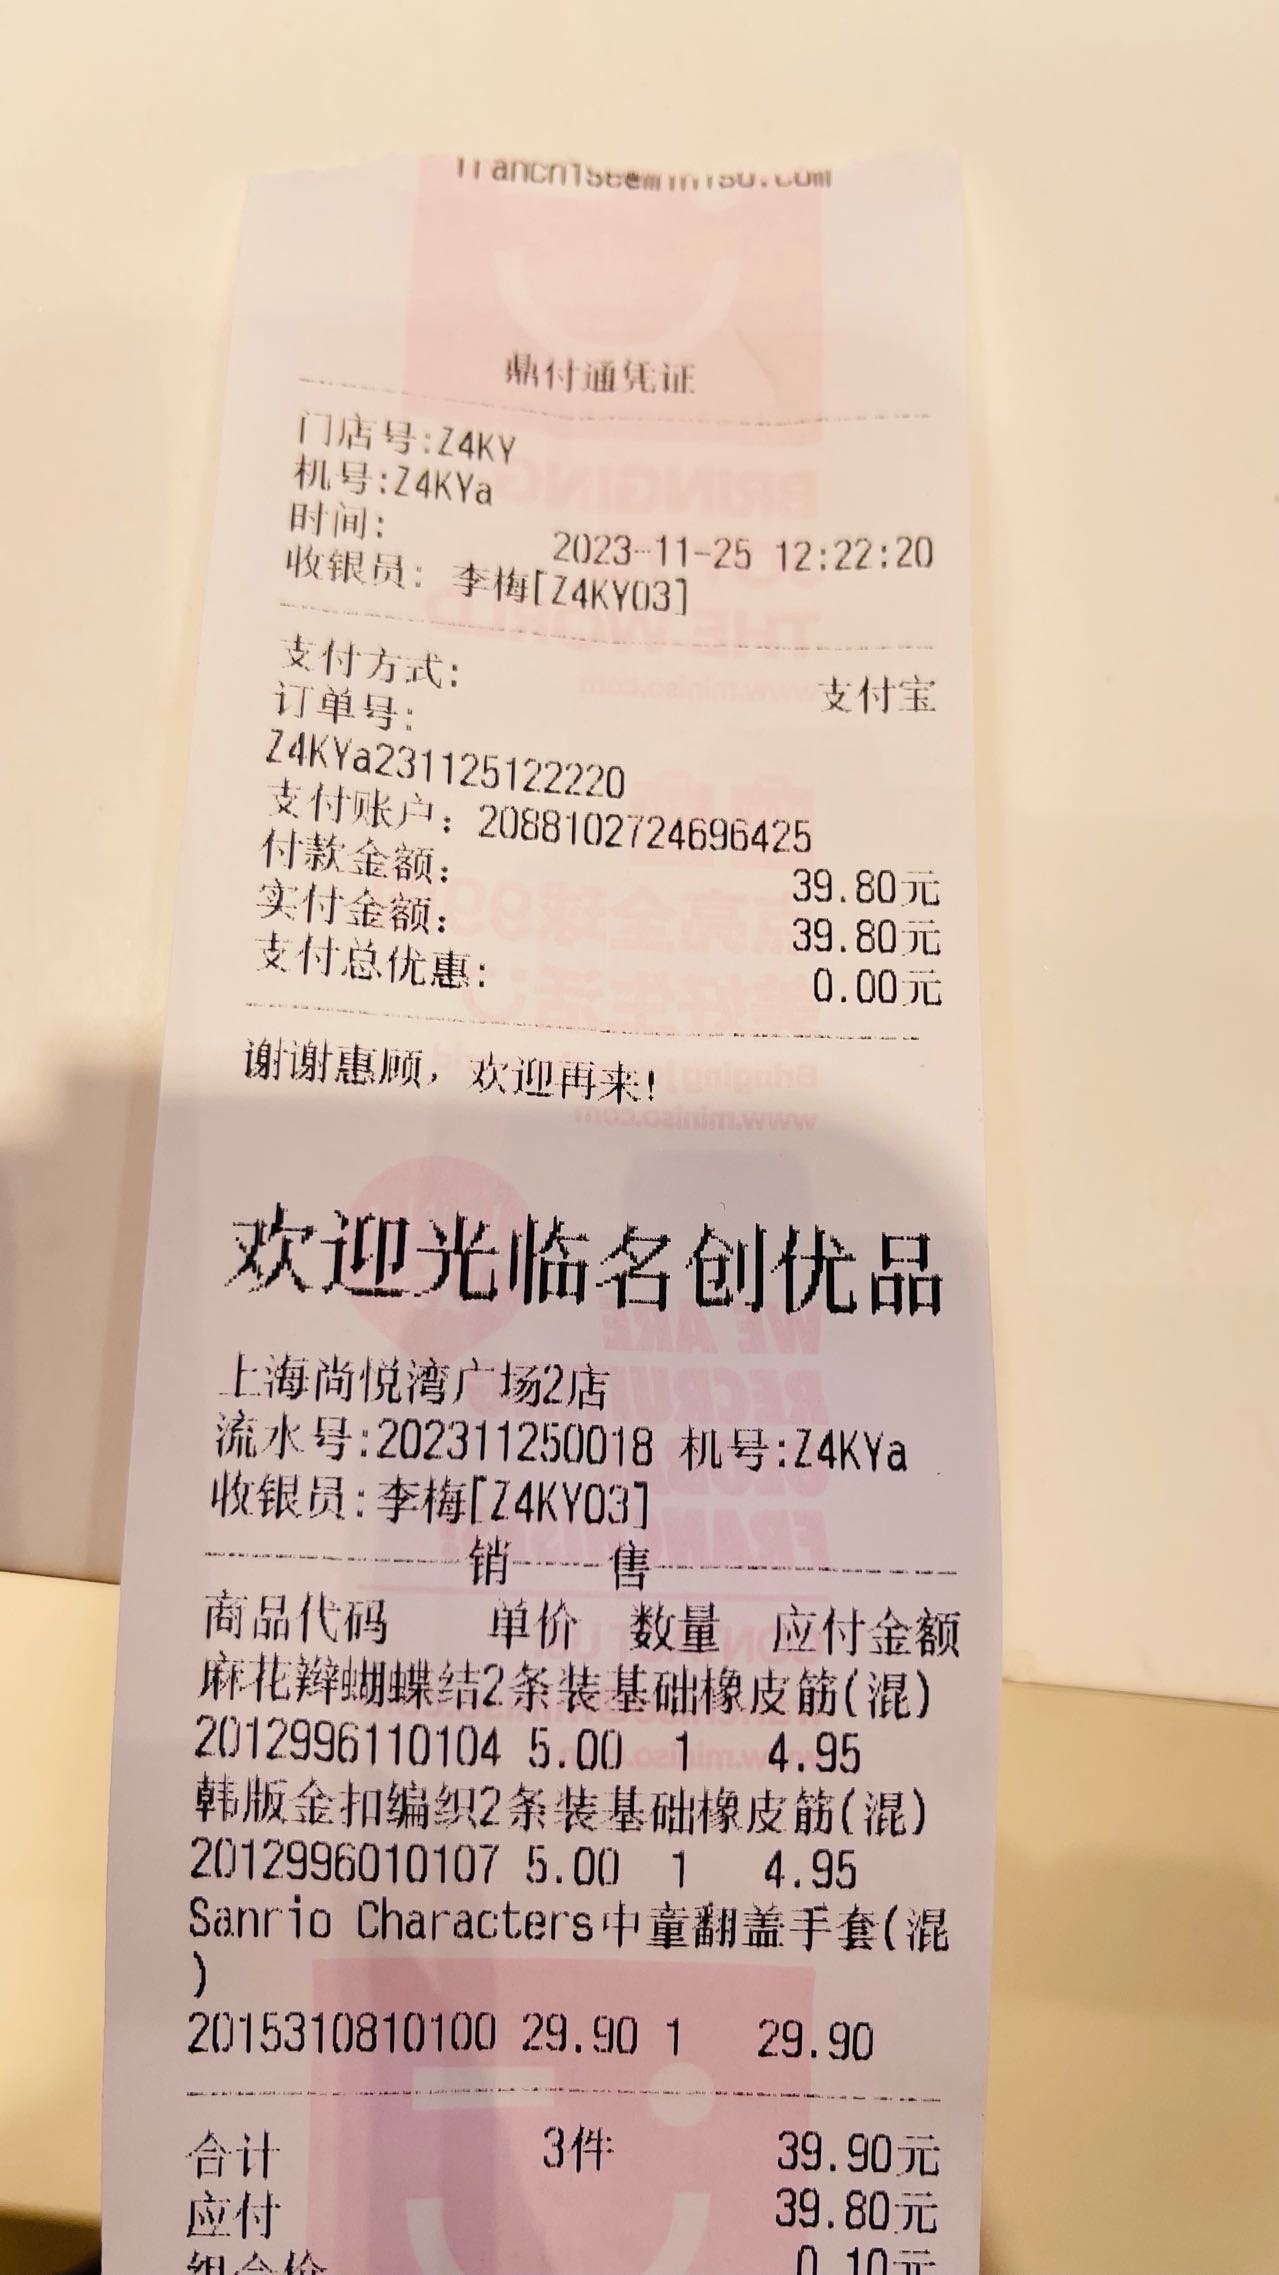 franchise@miniso.com
鼎付通凭证
门店号:Z4KY
机号:Z4KYa
时间:
2023-11-25 12:22:20
收银员: 李梅[Z4KY03]
支付方式: 支付宝
订单号:
Z4KYa231125122220
支付账户: 2088102724696425
付款金额: 39.80元
实付金额: 39.80元
支付总优惠: 0.00元
谢谢惠顾, 欢迎再来!
欢迎光临名创优品
上海尚悦湾广场2店
流水号:202311250018 机号:Z4KYa
收银员:李梅[Z4KY03]
销 售
商品代码 单价 数量 应付金额
麻花辫蝴蝶结2条装基础橡皮筋(混)
2012996110104 5.00 1 4.95
韩版金扣编织2条装基础橡皮筋(混)
2012996010107 5.00 1 4.95
Sanrio Characters中童翻盖手套(混
)
2015310810100 29.90 1 29.90
合计 3件 39.90元
应付 39.80元
组合价 0.10元